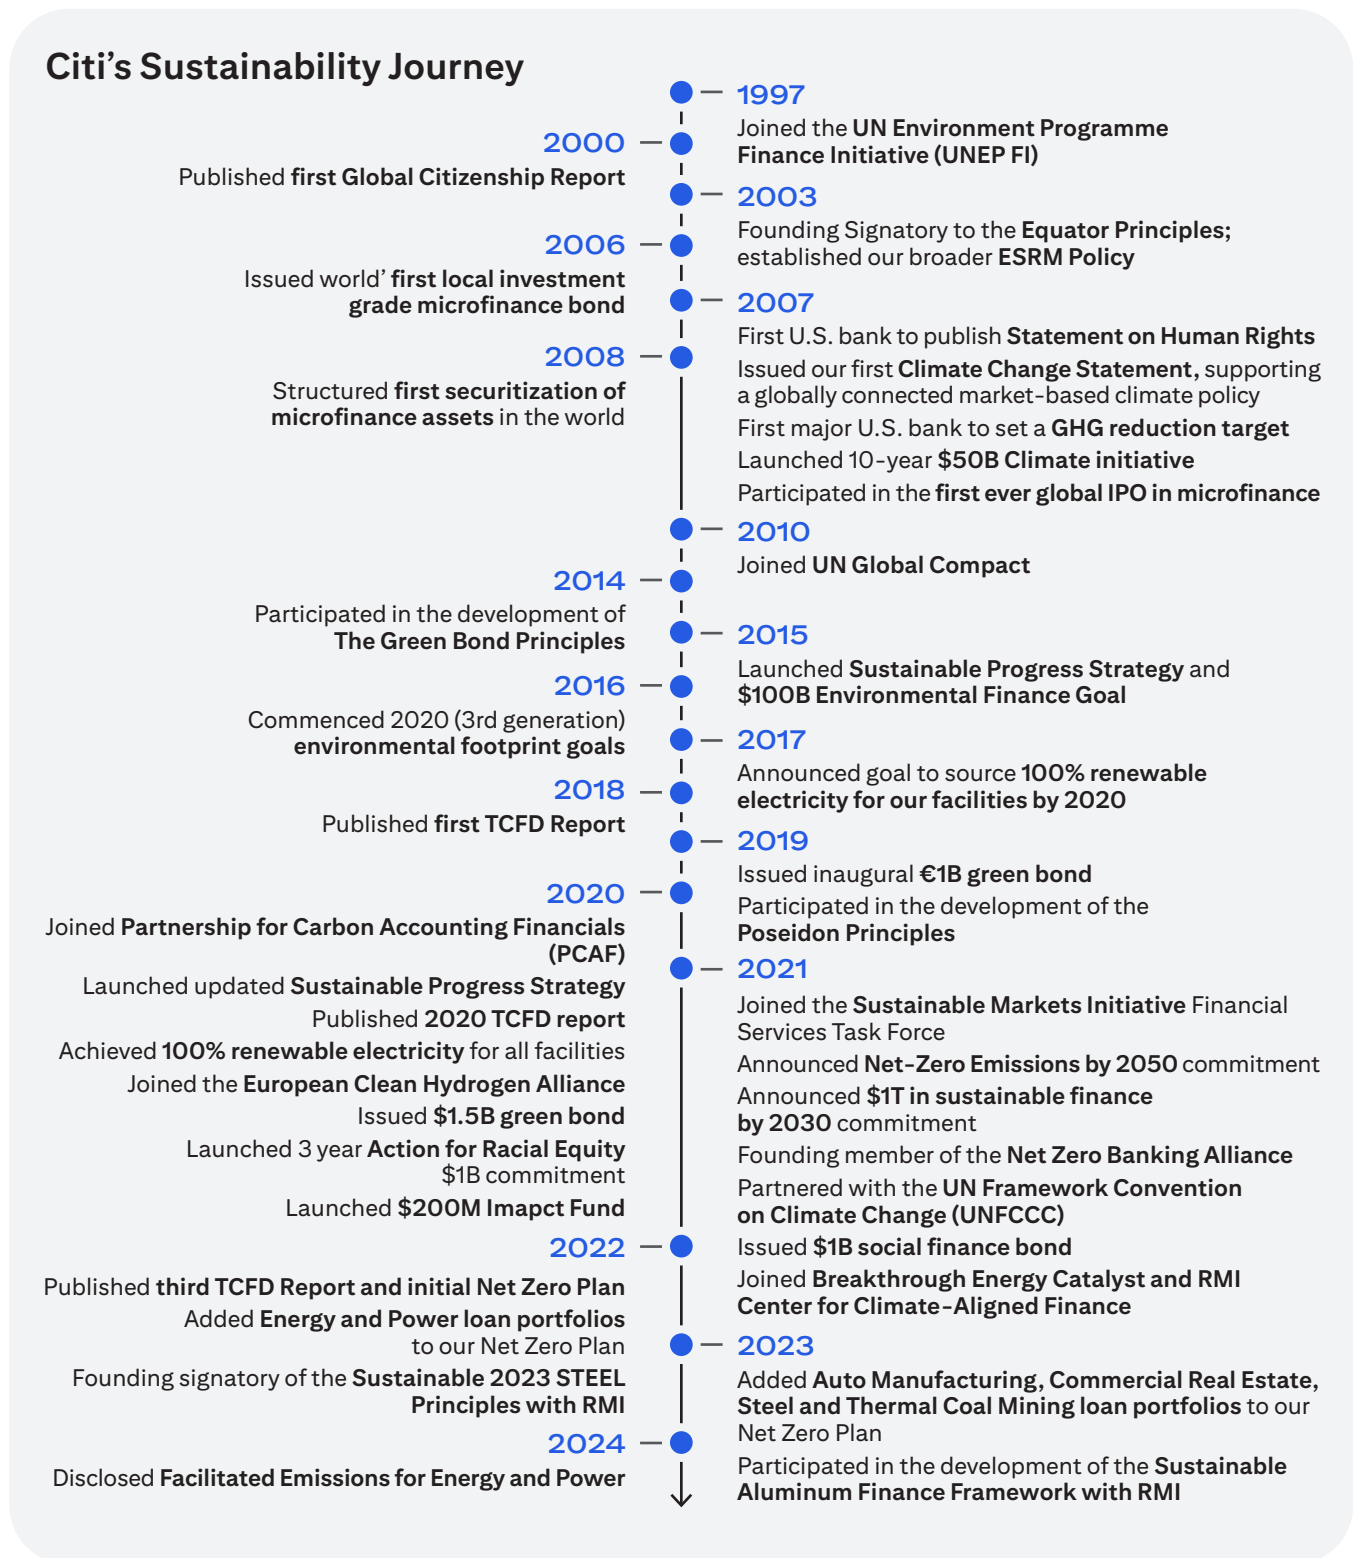 Citi’s Sustainability Journey
1997
Joined the UN Environment Programme
Finance Initiative (UNEP FI)
2000
Published first Global Citizenship Report
2003
Founding Signatory to the Equator Principles;
established our broader ESRM Policy
2006
Issued world’ first local investment
grade microfinance bond
2007
First U.S. bank to publish Statement on Human Rights
Issued our first Climate Change Statement, supporting
a globally connected market-based climate policy
First major U.S. bank to set a GHG reduction target
Launched 10-year $50B Climate initiative
Participated in the first ever global IPO in microfinance
2008
Structured first securitization of
microfinance assets in the world
2010
Joined UN Global Compact
2014
Participated in the development of
The Green Bond Principles
2015
Launched Sustainable Progress Strategy and
$100B Environmental Finance Goal
2016
Commenced 2020 (3rd generation)
environmental footprint goals
2017
Announced goal to source 100% renewable
electricity for our facilities by 2020
2018
Published first TCFD Report
2019
Issued inaugural €1B green bond
Participated in the development of the
Poseidon Principles
2020
Joined Partnership for Carbon Accounting Financials
(PCAF)
Launched updated Sustainable Progress Strategy
Published 2020 TCFD report
Achieved 100% renewable electricity for all facilities
Joined the European Clean Hydrogen Alliance
Issued $1.5B green bond
Launched 3 year Action for Racial Equity
$1B commitment
Launched $200M Imapct Fund
2021
Joined the Sustainable Markets Initiative Financial
Services Task Force
Announced Net-Zero Emissions by 2050 commitment
Announced $1T in sustainable finance
by 2030 commitment
Founding member of the Net Zero Banking Alliance
Partnered with the UN Framework Convention
on Climate Change (UNFCCC)
Issued $1B social finance bond
Joined Breakthrough Energy Catalyst and RMI
Center for Climate-Aligned Finance
2022
Published third TCFD Report and initial Net Zero Plan
Added Energy and Power loan portfolios
to our Net Zero Plan
Founding signatory of the Sustainable 2023 STEEL
Principles with RMI
2023
Added Auto Manufacturing, Commercial Real Estate,
Steel and Thermal Coal Mining loan portfolios to our
Net Zero Plan
Participated in the development of the Sustainable
Aluminum Finance Framework with RMI
2024
Disclosed Facilitated Emissions for Energy and Power